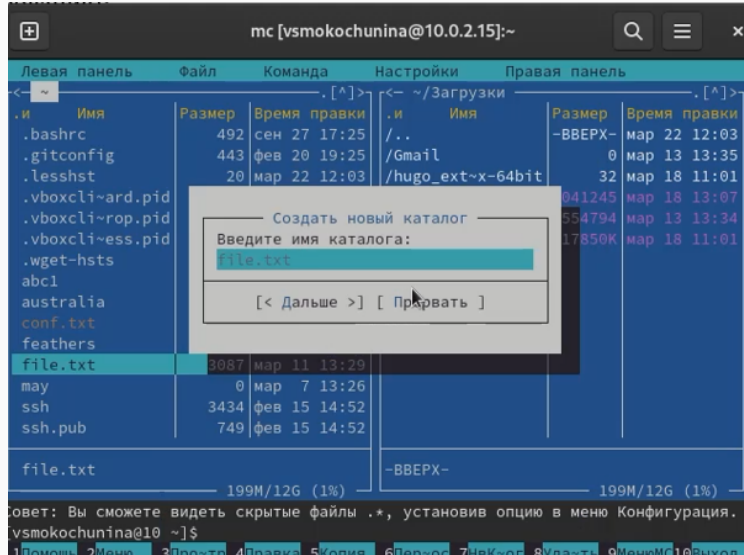 mc [vsmokochunina@10.0.2.15]:~
Левая панель Файл Команда Настройки Правая панель
<— ~ .[^]> <— ~/Загрузки .[^]>
.и Имя Размер Время правки .и Имя Размер Время правки
.bashrc 492 сен 27 17:25 /.. -ВВЕРХ- мар 22 12:03
.gitconfig 443 фев 20 19:25 /Gmail 0 мар 13 13:35
.lesshst 20 мар 22 12:03 /hugo_ext~x-64bit 32 мар 18 11:01
.vboxcli~ard.pid 041245 мар 18 13:07
.vboxcli~rop.pid Создать новый каталог 554794 мар 13 13:34
.vboxcli~ess.pid Введите имя каталога: 17850K мар 18 11:01
.wget-hsts file.txt
abc1
australia [< Дальше >] [ Прервать ]
conf.txt
feathers
file.txt 3087 мар 11 13:29
may 0 мар 7 13:26
ssh 3434 фев 15 14:52
ssh.pub 749 фев 15 14:52
file.txt -ВВЕРХ-
199M/12G (1%) 199M/12G (1%)
Совет: Вы сможете видеть скрытые файлы .*, установив опцию в меню Конфигурация.
[vsmokochunina@10 ~]$
1Помощь 2Меню 3Про~тр 4Правка 5Копия 6Пер~ос 7НвК~ог 8Уда~ть 9МенюMC 10Выход